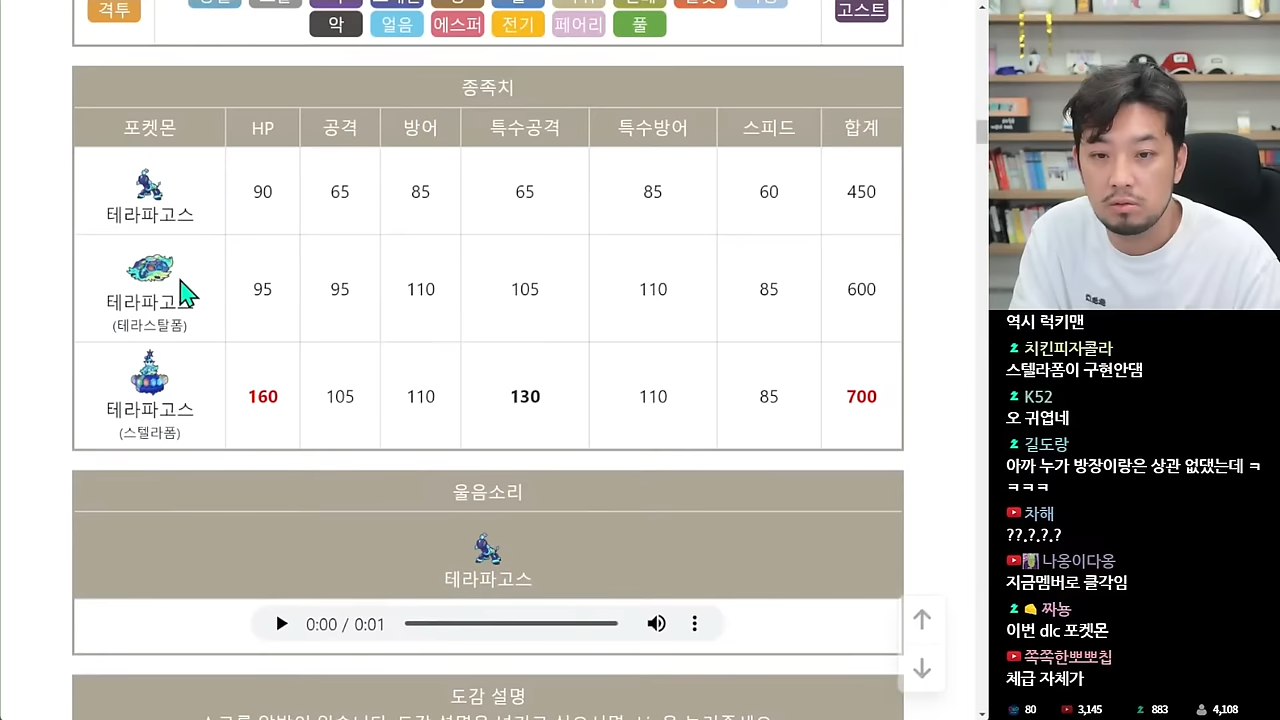 격투
고스트
악 얼음 에스퍼 전기 페어리 풀
종족치
포켓몬 HP 공격 방어 특수공격 특수방어 스피드 합계
테라파고스 90 65 85 65 85 60 450
테라파고스 95 95 110 105 110 85 600
(테라스탈폼)
테라파고스 160 105 110 130 110 85 700
(스텔라폼)
울음소리
테라파고스
0:00 / 0:01
도감 설명
역시 럭키맨
치킨피자콜라
스텔라폼이 구현안댐
K52
오 귀엽네
길도랑
아까 누가 방장이랑은 상관 없댔는데 ㅋ
ㅋㅋㅋ
차해
??.?.?.?
나옹이다옹
지금멤버로 클각임
짜뇽
이번 dlc 포켓몬
쪽쪽한뽀뽀칩
체급 자체가
80 3,145 883 4,108